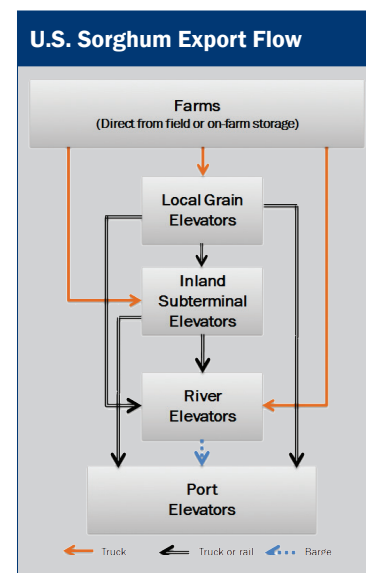 U.S. Sorghum Export Flow
Farms
(Direct from field or on-farm storage)
Local Grain
Elevators
Inland
Subterminal
Elevators
River
Elevators
Port
Elevators
Truck
Truck or rail
Barge